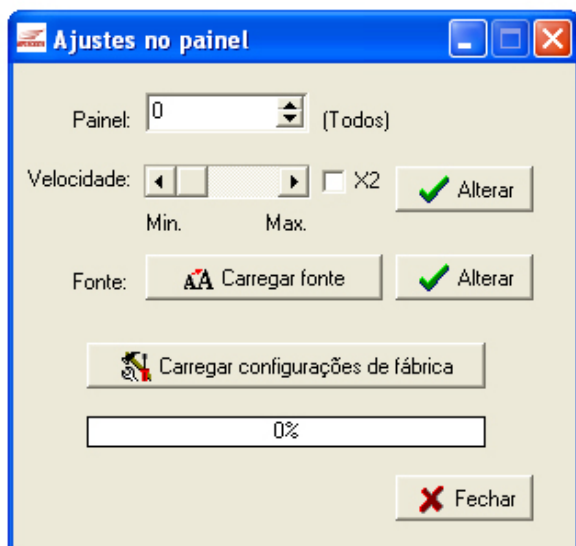 Ajustes no painel
Painel: 0 (Todos)
Velocidade: X2 Alterar
Min. Max.
Fonte: Carregar fonte Alterar
Carregar configurações de fábrica
0%
Fechar